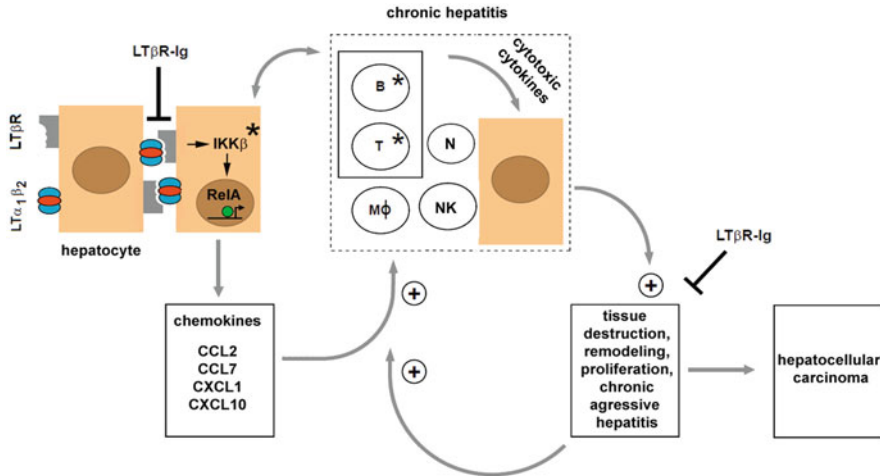 chronic hepatitis
LTβR-Ig
cytotoxic
cytokines
LTβR
LTα1β2
IKKβ *
RelA
hepatocyte
B *
T *
N
MΦ
NK
LTβR-Ig
chemokines
CCL2
CCL7
CXCL1
CXCL10
+
+
+
tissue
destruction,
remodeling,
proliferation,
chronic
agressive
hepatitis
hepatocellular
carcinoma